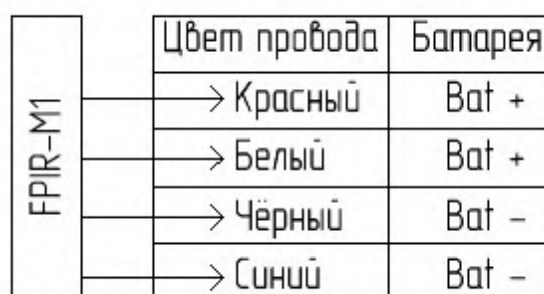 FPIR-M1
Цвет провода Батарея
Красный Bat +
Белый Bat +
Чёрный Bat -
Синий Bat -